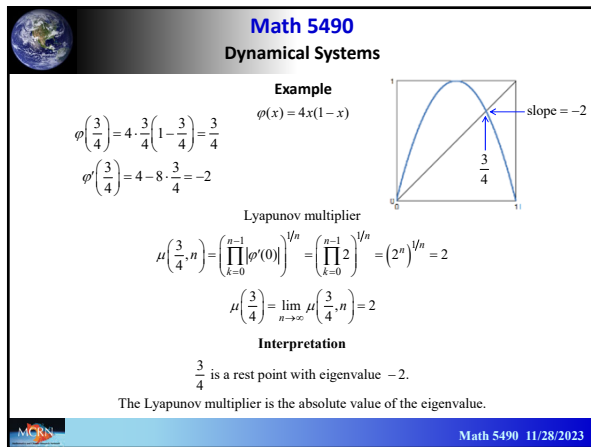 Math 5490
Dynamical Systems
Example
φ(x) = 4x(1 − x)
φ(3/4) = 4 · 3/4 (1 − 3/4) = 3/4
φ′(3/4) = 4 − 8 · 3/4 = −2
1
slope = −2
3/4
0
0
1
Lyapunov multiplier
μ(3/4, n) = (∏_{k=0}^{n−1} |φ′(0)|)^{1/n} = (∏_{k=0}^{n−1} 2)^{1/n} = (2^n)^{1/n} = 2
μ(3/4) = lim_{n→∞} μ(3/4, n) = 2
Interpretation
3/4 is a rest point with eigenvalue −2.
The Lyapunov multiplier is the absolute value of the eigenvalue.
MCRN
Math 5490 11/28/2023